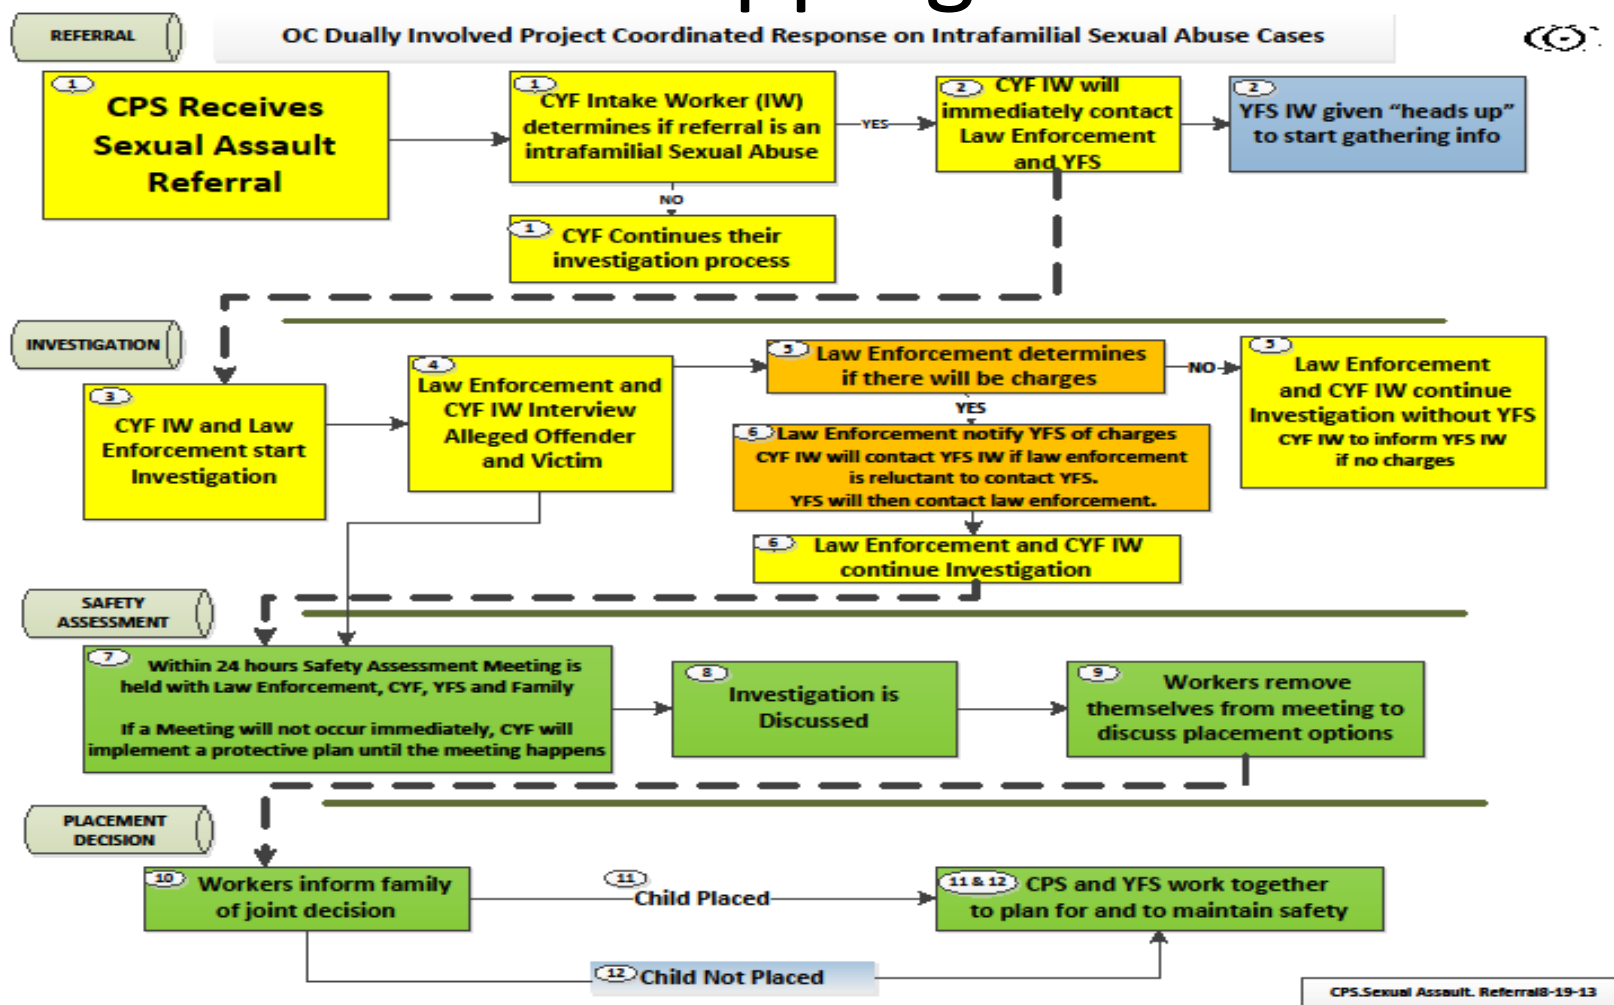 REFERRAL
OC Dually Involved Project Coordinated Response on Intrafamilial Sexual Abuse Cases
1
CPS Receives
Sexual Assault
Referral
1
CYF Intake Worker (IW)
determines if referral is an
intrafamilial Sexual Abuse
YES
2
CYF IW will
immediately contact
Law Enforcement
and YFS
2
YFS IW given “heads up”
to start gathering info
NO
1
CYF Continues their
investigation process
INVESTIGATION
3
CYF IW and Law
Enforcement start
Investigation
4
Law Enforcement and
CYF IW Interview
Alleged Offender
and Victim
5
Law Enforcement determines
if there will be charges
NO
5
Law Enforcement
and CYF IW continue
Investigation without YFS
CYF IW to inform YFS IW
if no charges
YES
6
Law Enforcement notify YFS of charges
CYF IW will contact YFS IW if law enforcement
is reluctant to contact YFS.
YFS will then contact law enforcement.
6
Law Enforcement and CYF IW
continue Investigation
SAFETY
ASSESSMENT
7
Within 24 hours Safety Assessment Meeting is
held with Law Enforcement, CYF, YFS and Family
If a Meeting will not occur immediately, CYF will
implement a protective plan until the meeting happens
8
Investigation is
Discussed
9
Workers remove
themselves from meeting to
discuss placement options
PLACEMENT
DECISION
10
Workers inform family
of joint decision
11
Child Placed
11 & 12
CPS and YFS work together
to plan for and to maintain safety
12
Child Not Placed
CPS.Sexual Assault. Referral8-19-13